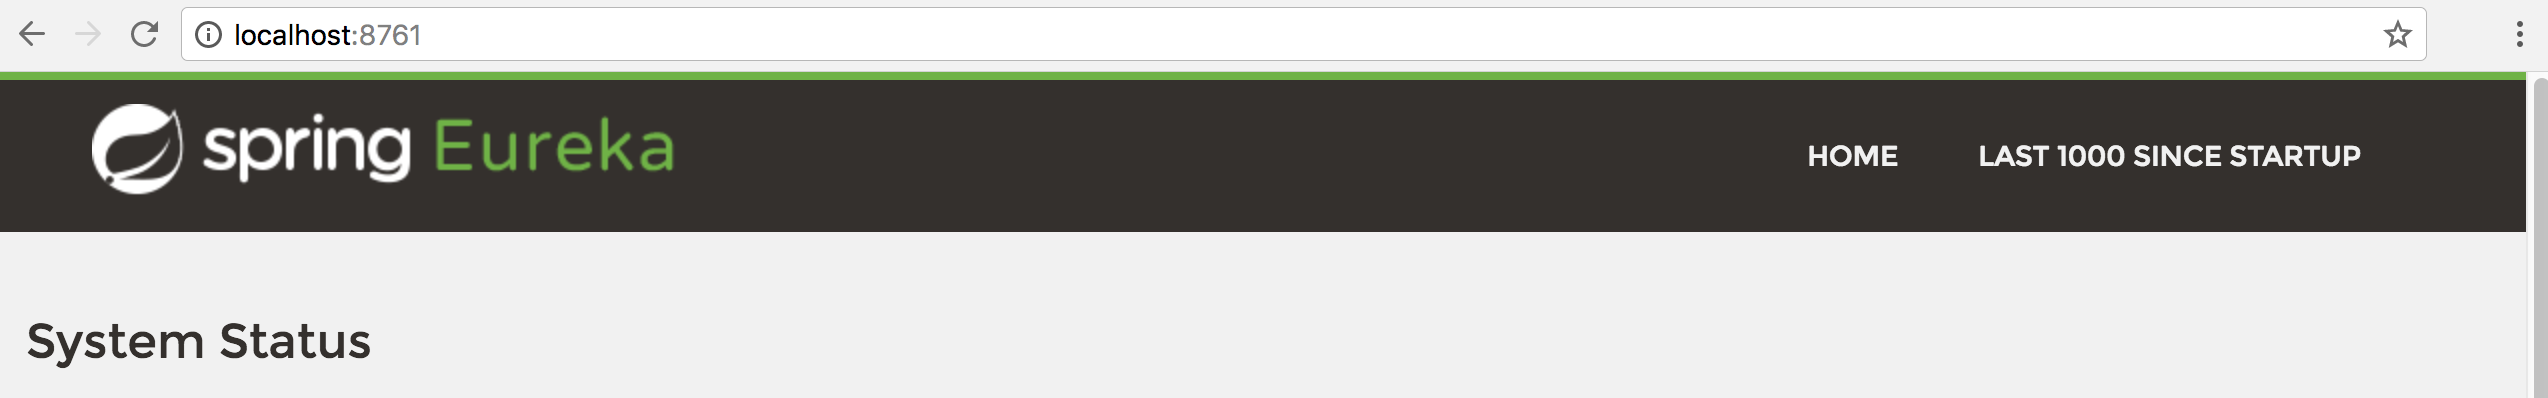 localhost:8761
spring Eureka
HOME LAST 1000 SINCE STARTUP
System Status